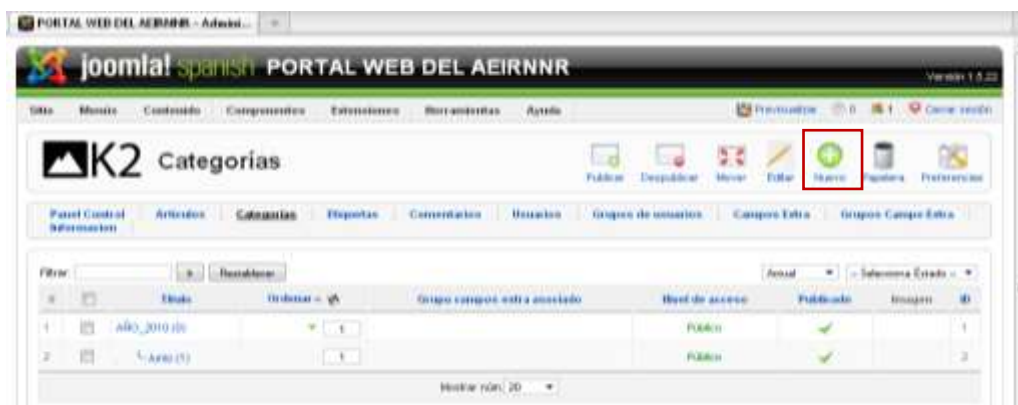 PORTAL WEB DEL AEIRNNR - Admini...
joomla! spanish PORTAL WEB DEL AEIRNNR
Versión 1.5.22
Sitio Menús Contenido Componentes Extensiones Herramientas Ayuda Previsualizar 0 1 Cerrar sesión
K2 Categorías
Publicar Despublicar Mover Editar Nuevo Papelera Preferencias
Panel Control Artículos Categorías Etiquetas Comentarios Usuarios Grupos de usuarios Campos Extra Grupos Campo Extra
Informacion
Filtrar: Restablecer Actual - Selecciona Estado -
# Título Ordenar Grupo campos extra asociado Nivel de acceso Publicado Imagen ID
1 AÑO_2010 (0) 1 Público 1
2 Junio (1) 1 Público 2
Mostrar núm. 20